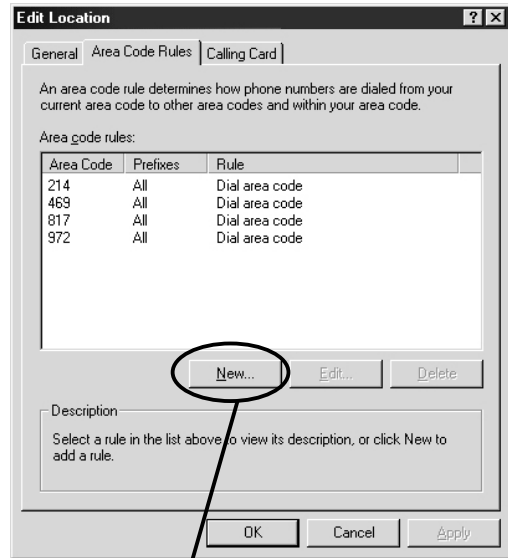 Edit Location ? ×
General Area Code Rules Calling Card
An area code rule determines how phone numbers are dialed from your
current area code to other area codes and within your area code.
Area code rules:
Area Code Prefixes Rule
214 All Dial area code
469 All Dial area code
817 All Dial area code
972 All Dial area code
New... Edit... Delete
Description
Select a rule in the list above to view its description, or click New to
add a rule.
OK Cancel Apply